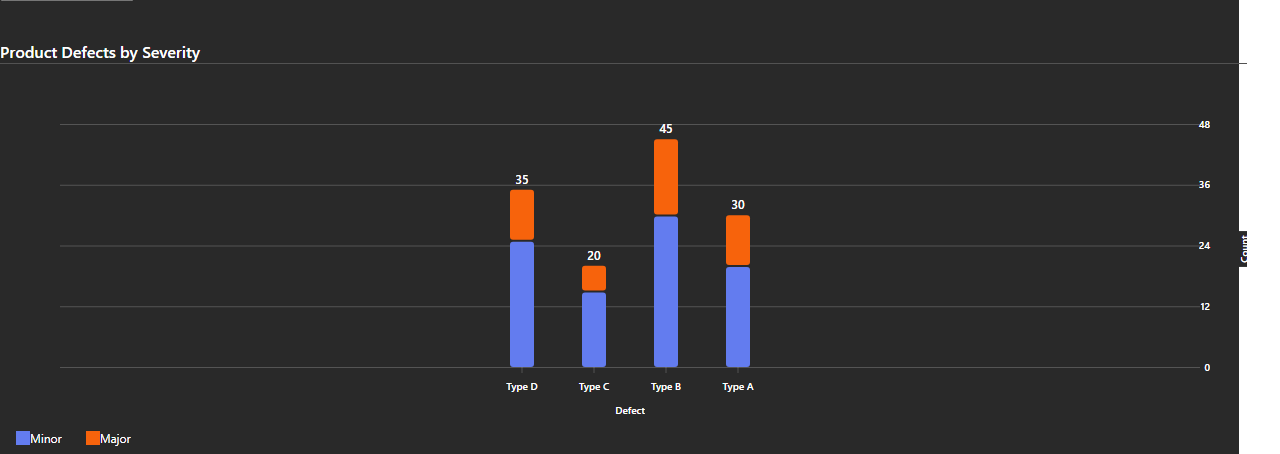 Product Defects by Severity
48
45
36
35
30
24
20
Count
12
0
Type D Type C Type B Type A
Defect
Minor Major